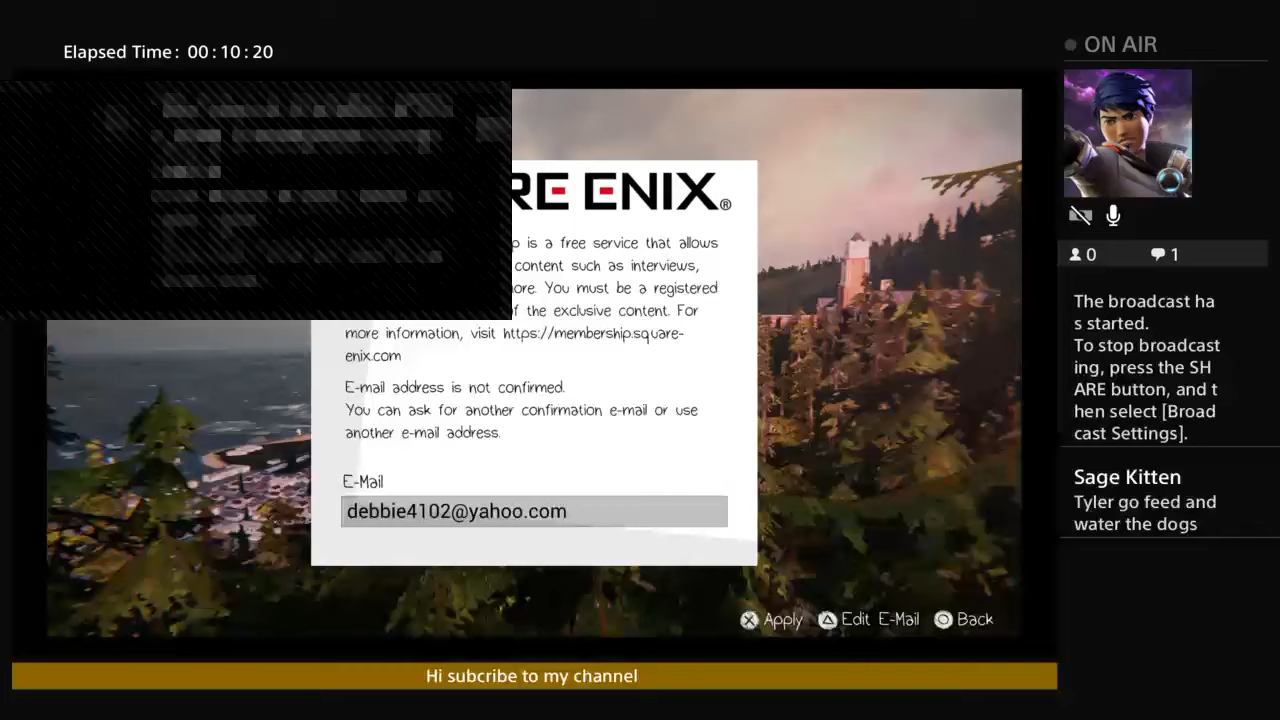 Elapsed Time: 00:10:20
ON AIR
0 1
The broadcast ha
s started.
To stop broadcast
ing, press the SH
ARE button, and t
hen select [Broad
cast Settings].
Sage Kitten
Tyler go feed and
water the dogs
RE ENIX®
is a free service that allows
content such as interviews,
You must be a registered
the exclusive content. For
more information, visit https://membership.square-
enix.com
E-mail address is not confirmed.
You can ask for another confirmation e-mail or use
another e-mail address.
E-Mail
debbie4102@yahoo.com
Apply Edit E-Mail Back
Hi subcribe to my channel